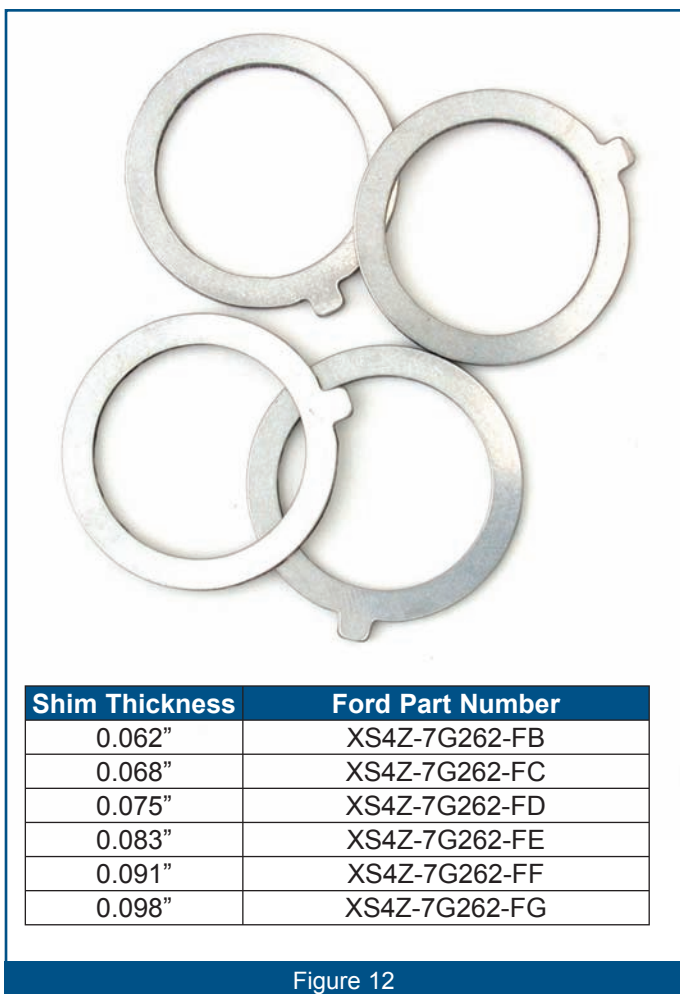 Shim Thickness Ford Part Number
0.062” XS4Z-7G262-FB
0.068” XS4Z-7G262-FC
0.075” XS4Z-7G262-FD
0.083” XS4Z-7G262-FE
0.091” XS4Z-7G262-FF
0.098” XS4Z-7G262-FG
Figure 12